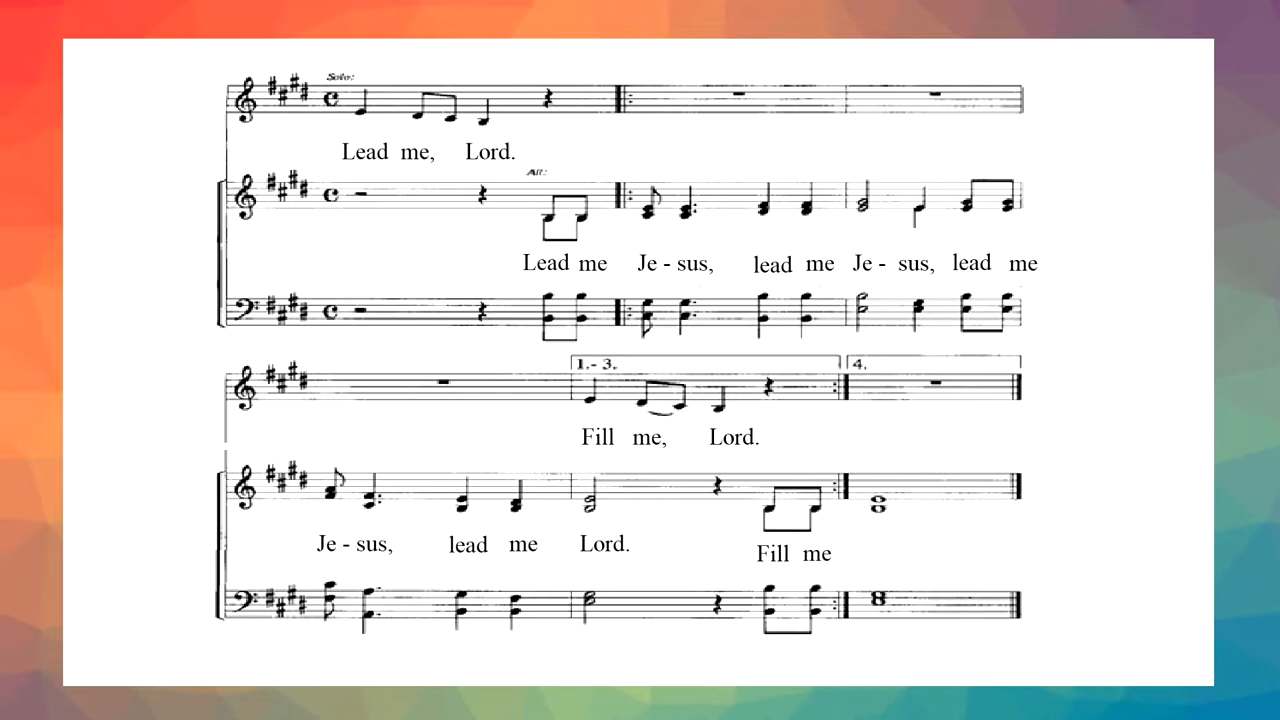 Solo:
Lead me, Lord.
All:
Lead me Je - sus, lead me Je - sus, lead me
1.- 3. 4.
Fill me, Lord.
Je - sus, lead me Lord. Fill me